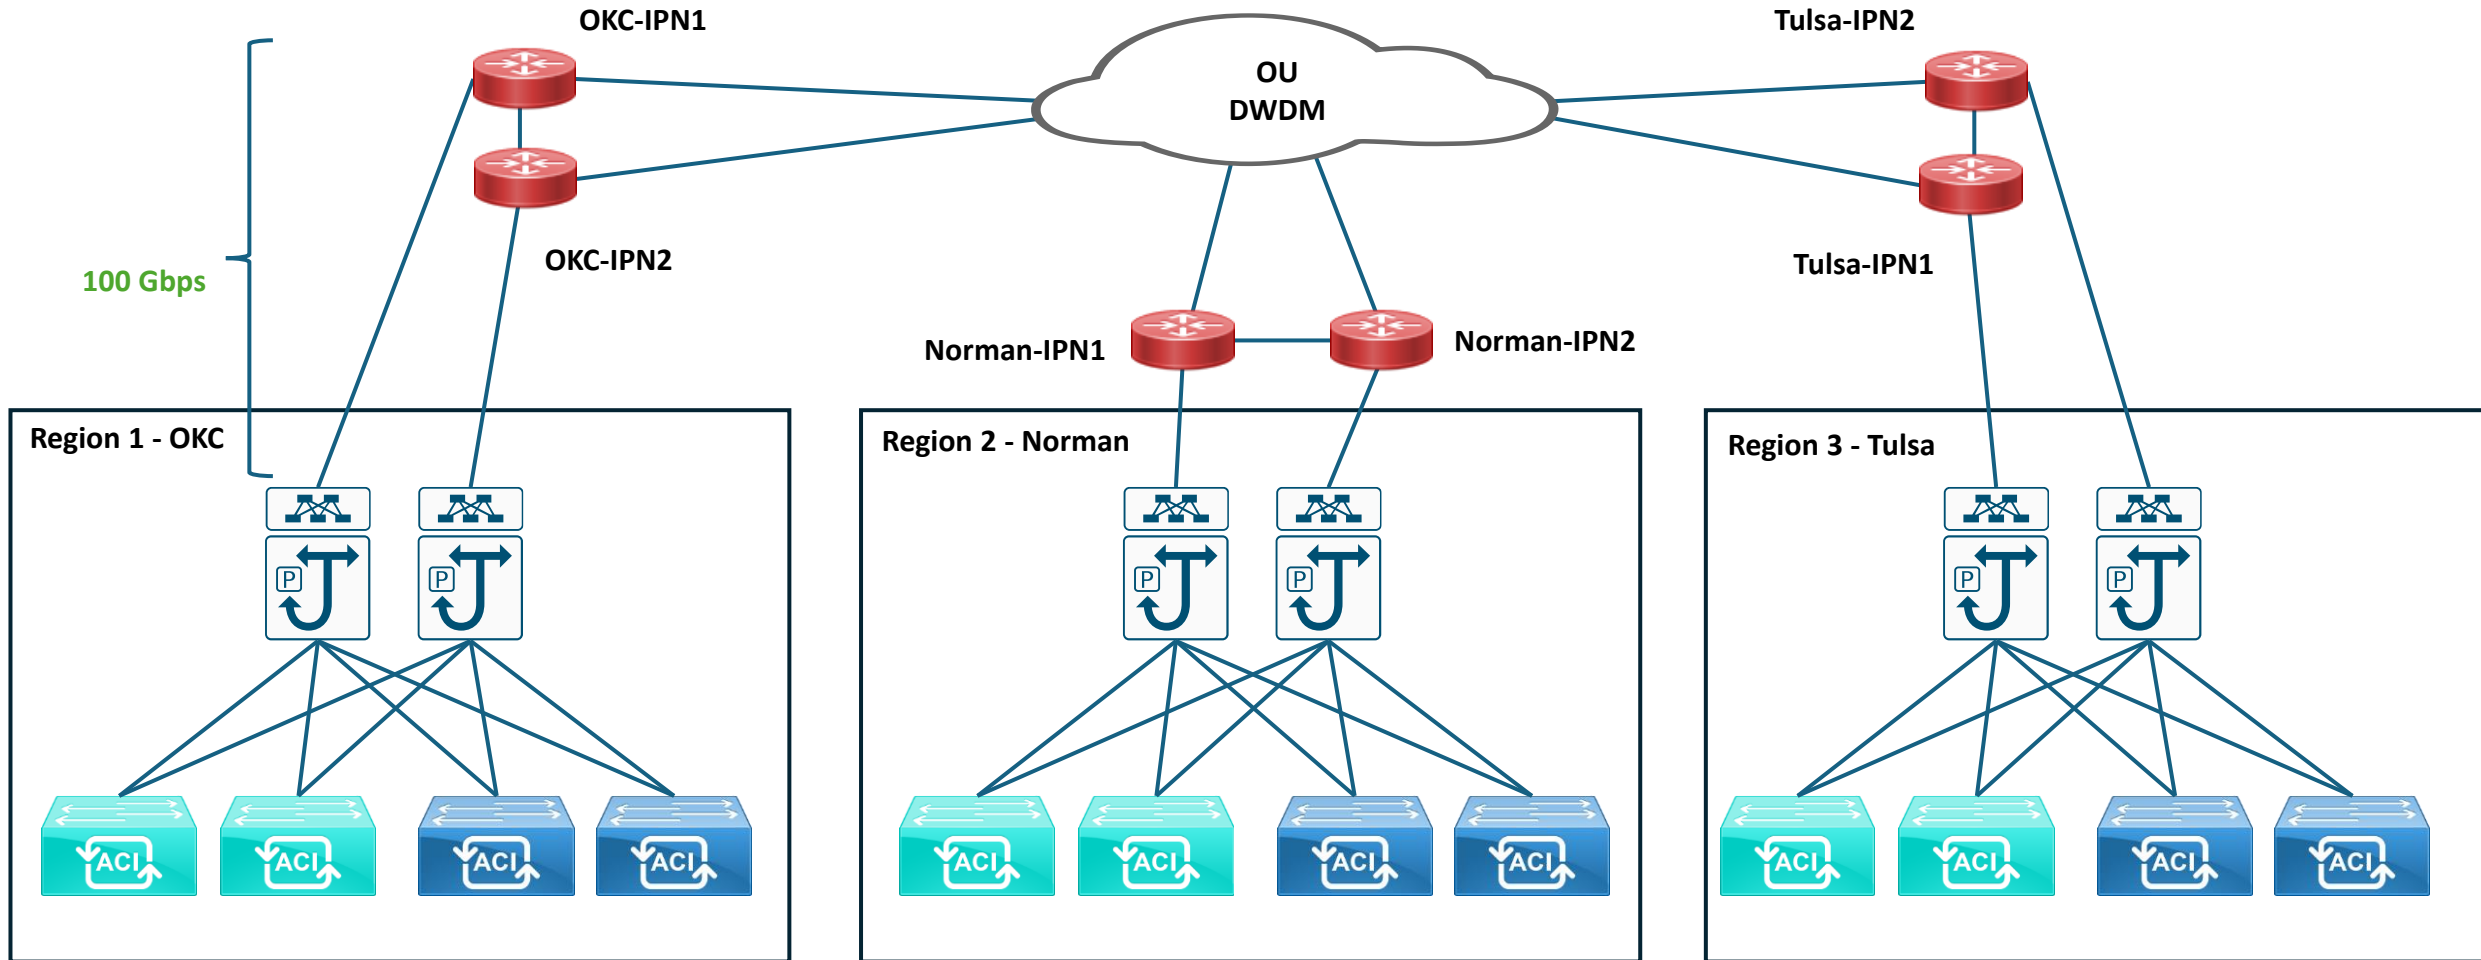 OKC-IPN1
Tulsa-IPN2
OU
DWDM
OKC-IPN2
Tulsa-IPN1
100 Gbps
Norman-IPN1
Norman-IPN2
Region 1 - OKC
Region 2 - Norman
Region 3 - Tulsa
P
P
P
P
P
P
ACI
ACI
ACI
ACI
ACI
ACI
ACI
ACI
ACI
ACI
ACI
ACI